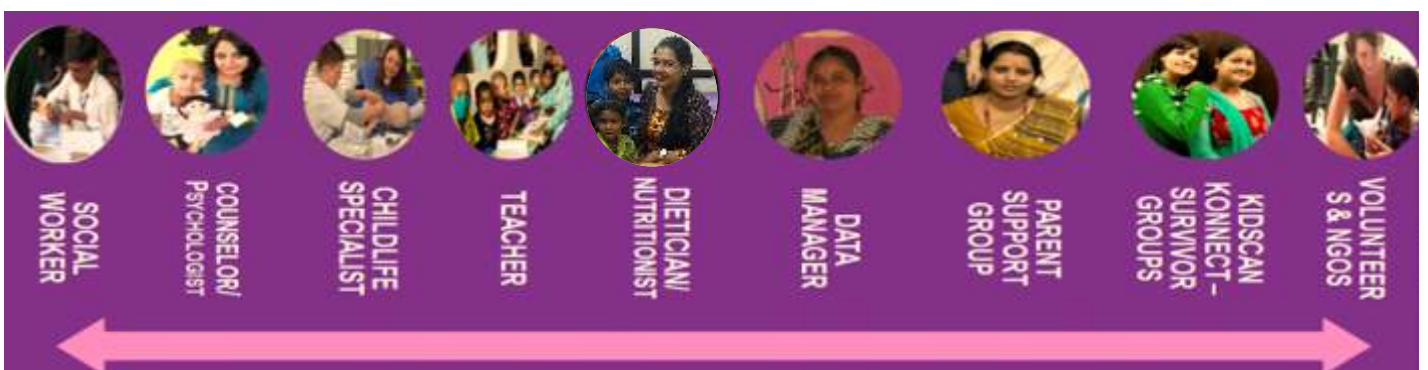 SOCIAL
WORKER
COUNSELOR/
PSYCHOLOGIST
CHILDLIFE
SPECIALIST
TEACHER
DIETICIAN/
NUTRITIONIST
DATA
MANAGER
PARENT
SUPPORT
GROUP
KIDSCAN
KONNECT –
SURVIVOR
GROUPS
VOLUNTEER
S & NGOS